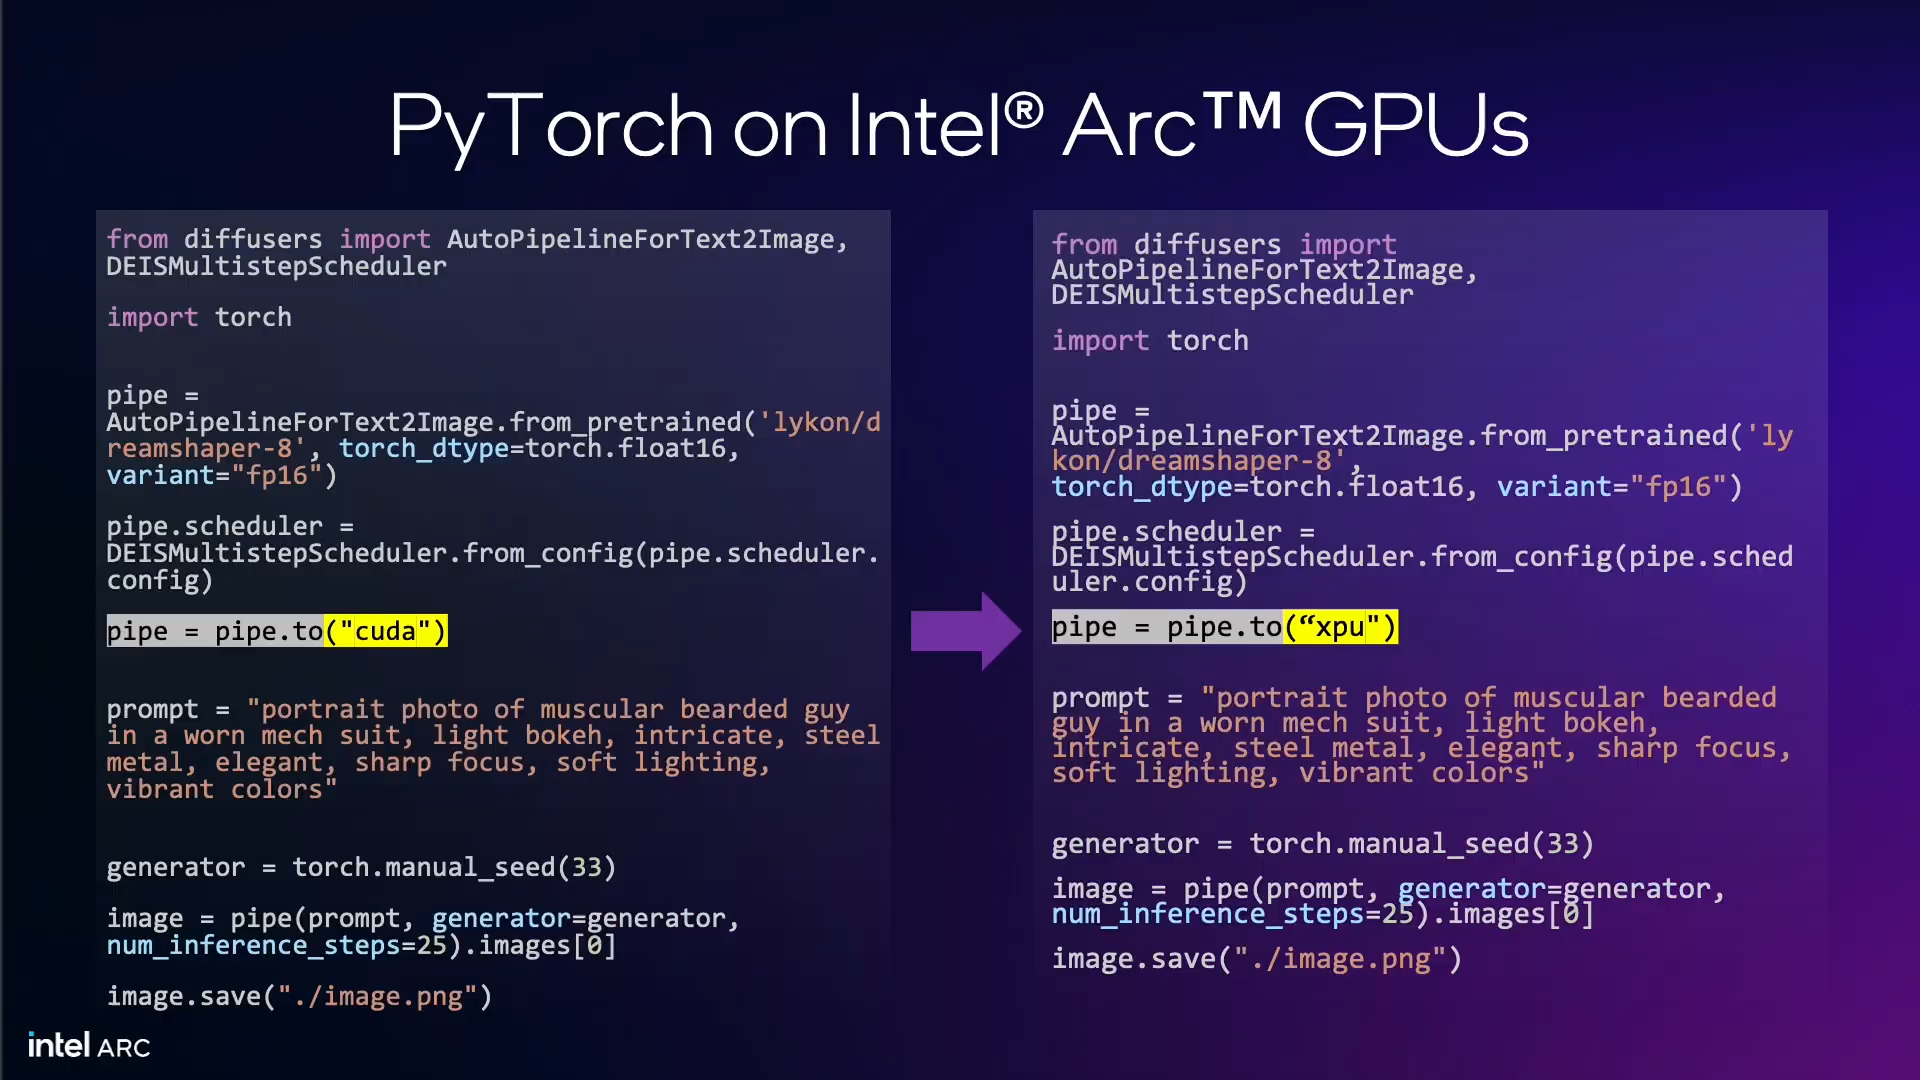 PyTorch on Intel® Arc™ GPUs
from diffusers import AutoPipelineForText2Image,
DEISMultistepScheduler
import torch
pipe =
AutoPipelineForText2Image.from_pretrained('lykon/d
reamshaper-8', torch_dtype=torch.float16,
variant="fp16")
pipe.scheduler =
DEISMultistepScheduler.from_config(pipe.scheduler.
config)
pipe = pipe.to("cuda")
prompt = "portrait photo of muscular bearded guy
in a worn mech suit, light bokeh, intricate, steel
metal, elegant, sharp focus, soft lighting,
vibrant colors"
generator = torch.manual_seed(33)
image = pipe(prompt, generator=generator,
num_inference_steps=25).images[0]
image.save("./image.png")
from diffusers import
AutoPipelineForText2Image,
DEISMultistepScheduler
import torch
pipe =
AutoPipelineForText2Image.from_pretrained('ly
kon/dreamshaper-8',
torch_dtype=torch.float16, variant="fp16")
pipe.scheduler =
DEISMultistepScheduler.from_config(pipe.sched
uler.config)
pipe = pipe.to(“xpu")
prompt = "portrait photo of muscular bearded
guy in a worn mech suit, light bokeh,
intricate, steel metal, elegant, sharp focus,
soft lighting, vibrant colors"
generator = torch.manual_seed(33)
image = pipe(prompt, generator=generator,
num_inference_steps=25).images[0]
image.save("./image.png")
intel ARC